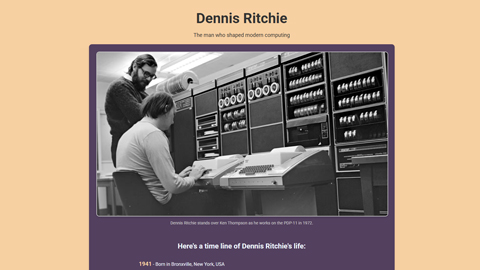 Dennis Ritchie
The man who shaped modern computing
Dennis Ritchie stands over Ken Thompson as he works on the PDP-11 in 1972.
Here's a time line of Dennis Ritchie's life:
1941 - Born in Bronxville, New York, USA